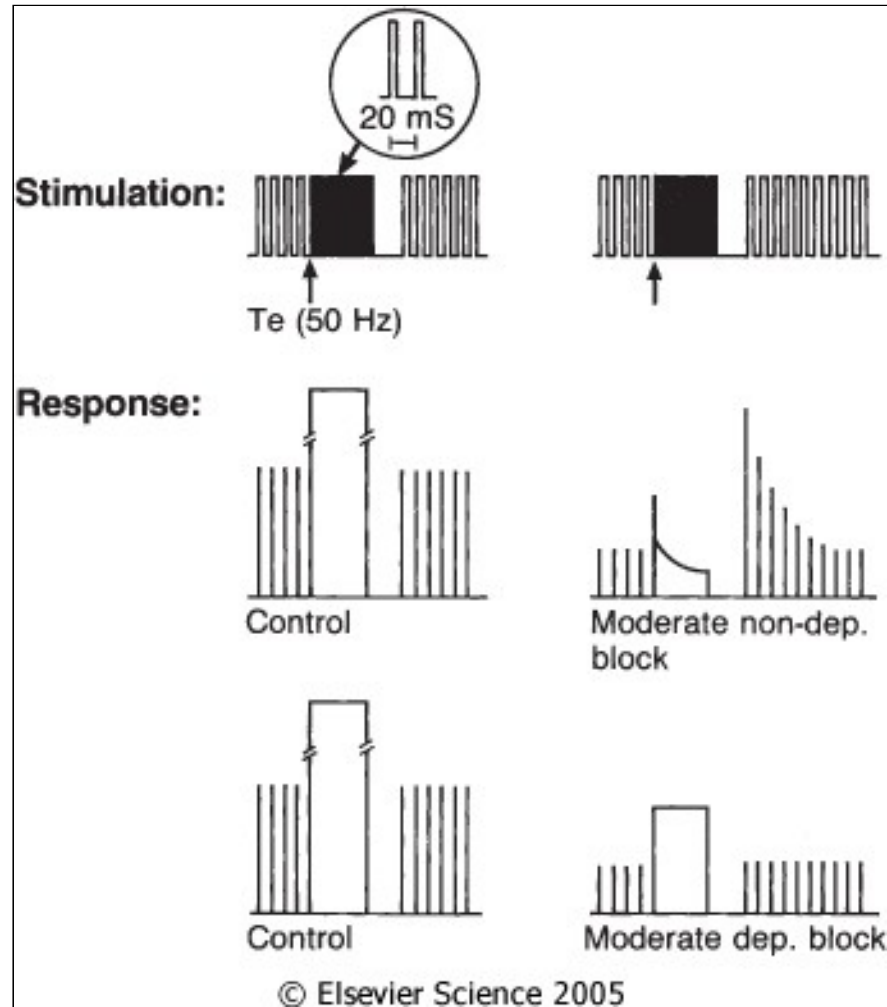 20 mS
Stimulation:
Te (50 Hz)
Response:
Control
Moderate non-dep.
block
Control
Moderate dep. block
© Elsevier Science 2005